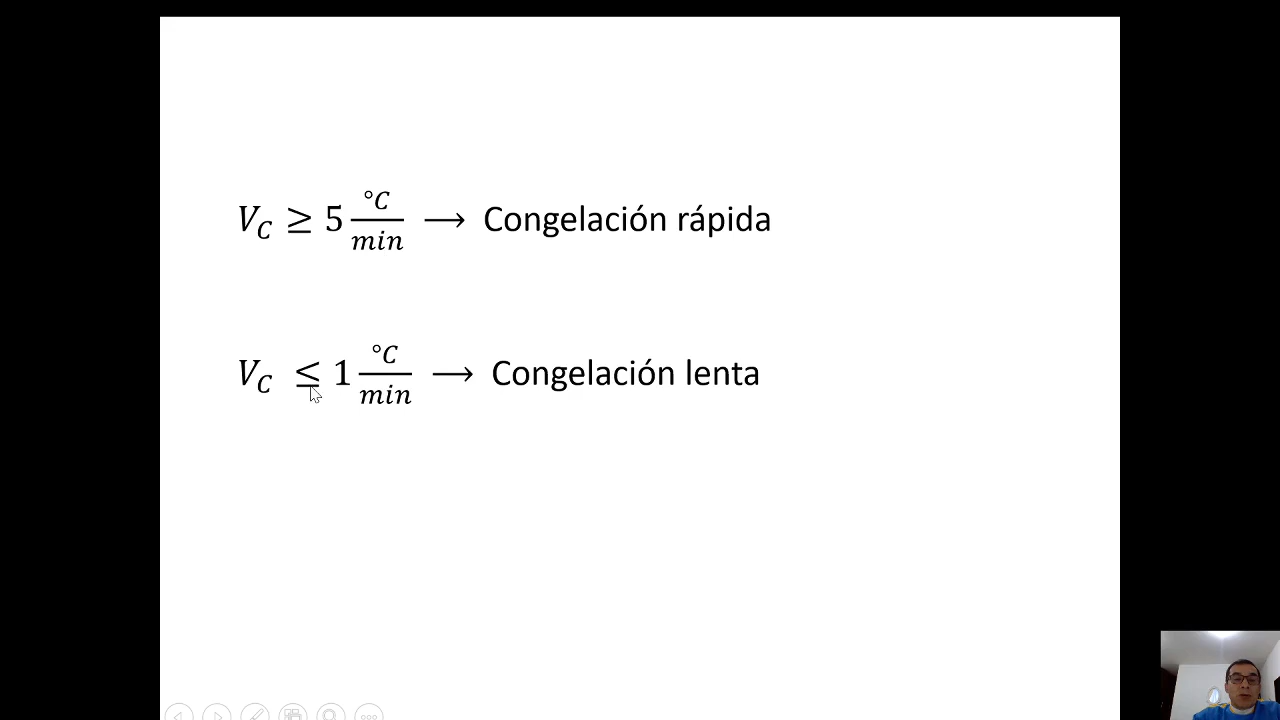 V_C ≥ 5 °C/min ⟶ Congelación rápida
V_C ≤ 1 °C/min ⟶ Congelación lenta